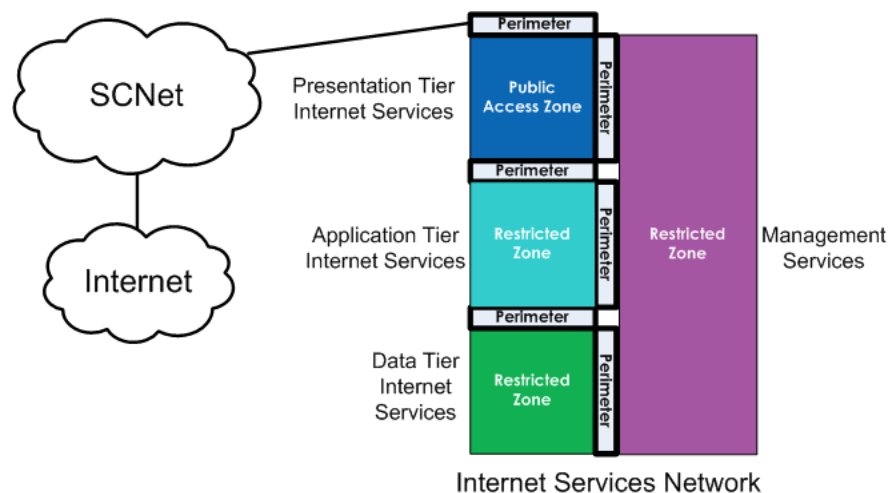 SCNet
Internet
Perimeter
Presentation Tier
Internet Services
Public
Access Zone
Perimeter
Perimeter
Application Tier
Internet Services
Restricted
Zone
Perimeter
Restricted
Zone
Management
Services
Perimeter
Data Tier
Internet
Services
Restricted
Zone
Perimeter
Internet Services Network